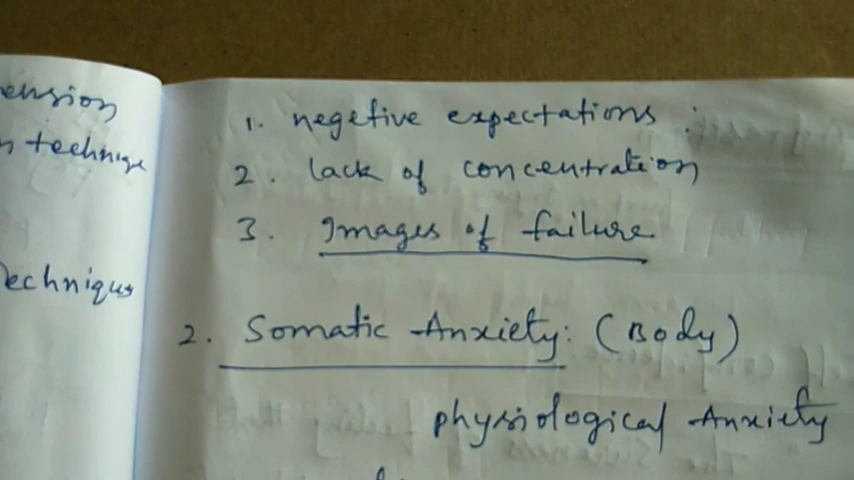 ension
n technique
Techniques
1. negetive expectations :
2. lack of concentration
3. Images of failure
2. Somatic Anxiety: (Body)
physiological Anxiety